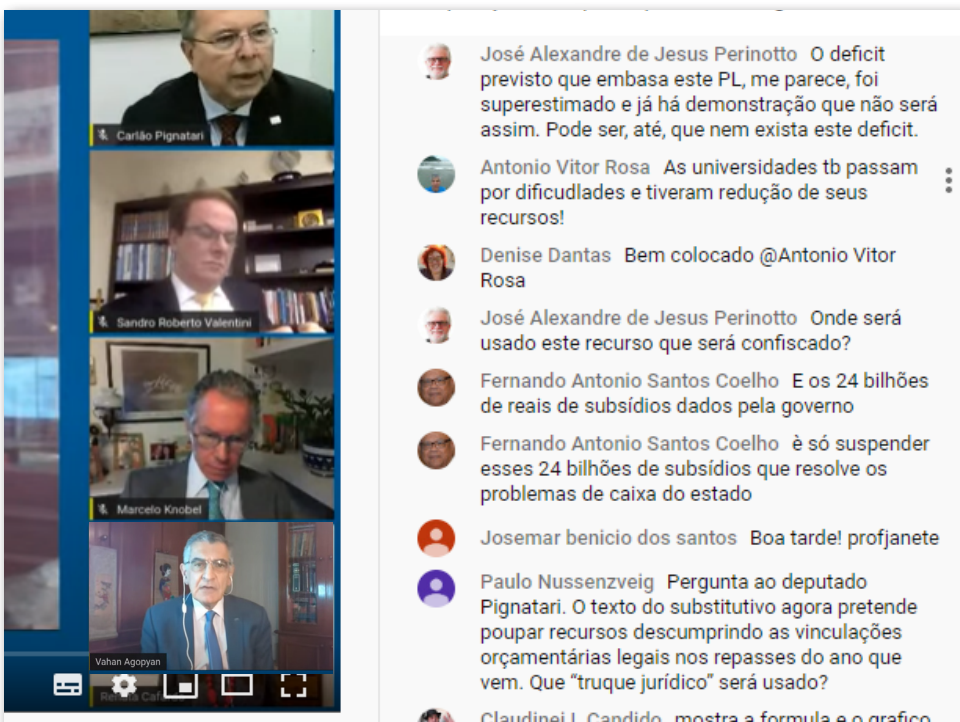 Carlão Pignatari
Sandro Roberto Valentini
Marcelo Knobel
Vahan Agopyan
José Alexandre de Jesus Perinotto O deficit
previsto que embasa este PL, me parece, foi
superestimado e já há demonstração que não será
assim. Pode ser, até, que nem exista este deficit.
Antonio Vitor Rosa As universidades tb passam
por dificudlades e tiveram redução de seus
recursos!
Denise Dantas Bem colocado @Antonio Vitor
Rosa
José Alexandre de Jesus Perinotto Onde será
usado este recurso que será confiscado?
Fernando Antonio Santos Coelho E os 24 bilhões
de reais de subsídios dados pela governo
Fernando Antonio Santos Coelho è só suspender
esses 24 bilhões de subsídios que resolve os
problemas de caixa do estado
Josemar benicio dos santos Boa tarde! profjanete
Paulo Nussenzveig Pergunta ao deputado
Pignatari. O texto do substitutivo agora pretende
poupar recursos descumprindo as vinculações
orçamentárias legais nos repasses do ano que
vem. Que “truque jurídico” será usado?
Claudinei L Candido mostra a formula e o grafico